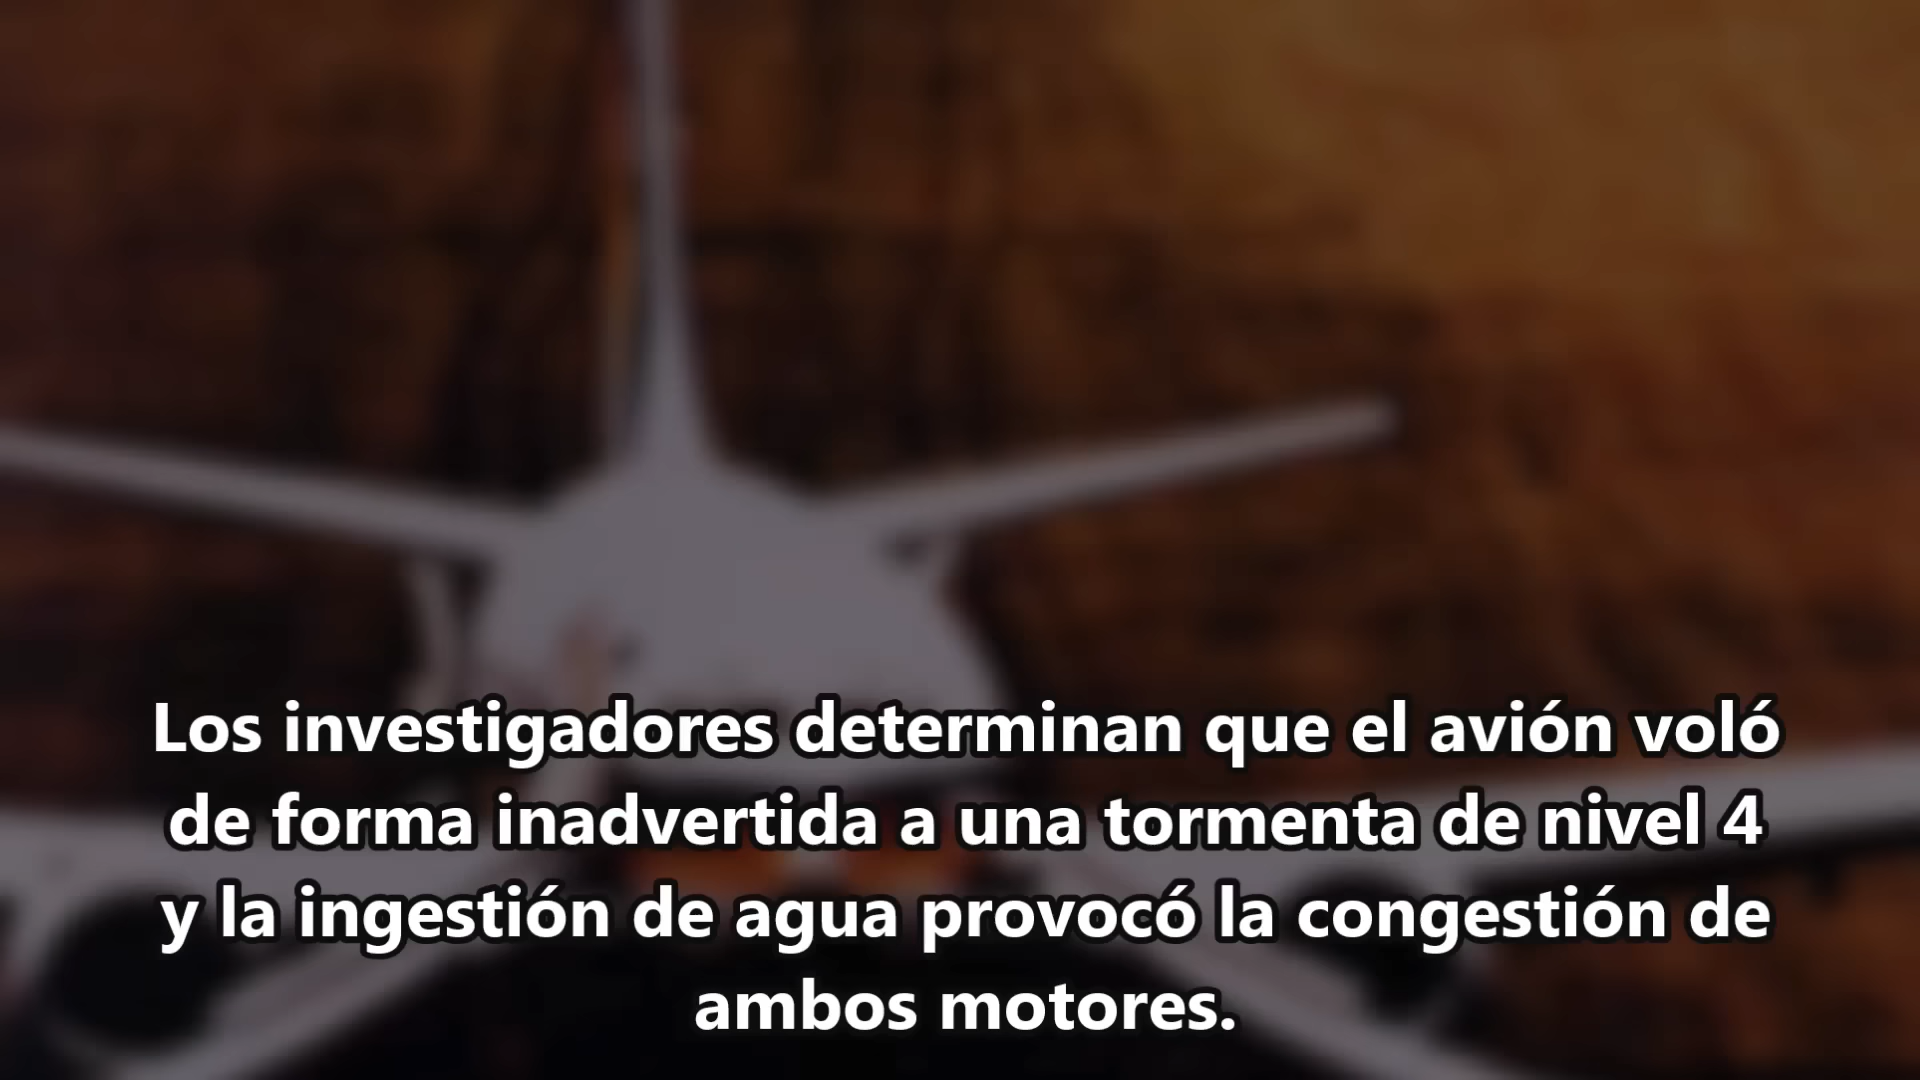 Los investigadores determinan que el avión voló
de forma inadvertida a una tormenta de nivel 4
y la ingestión de agua provocó la congestión de
ambos motores.